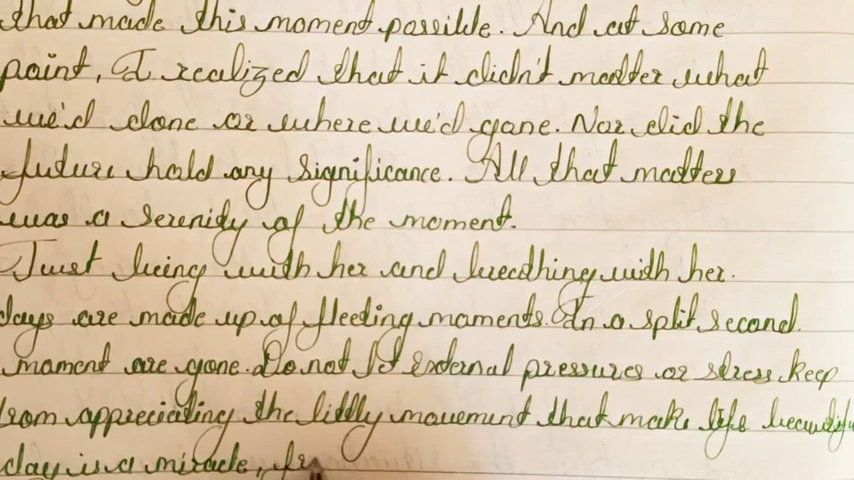 that made this moment possible. And at some
point, I realized that it didn't matter what
we'd done or where we'd gone. Nor did the
future hold any significance. All that matters
was a serenity of the moment.
Just being with her and breathing with her.
days are made up of fleeting moments. In a split second
moment are gone. Do not let external pressures or stress keep
from appreciating the littly movement that make life beautifu
day is a miracle, fr